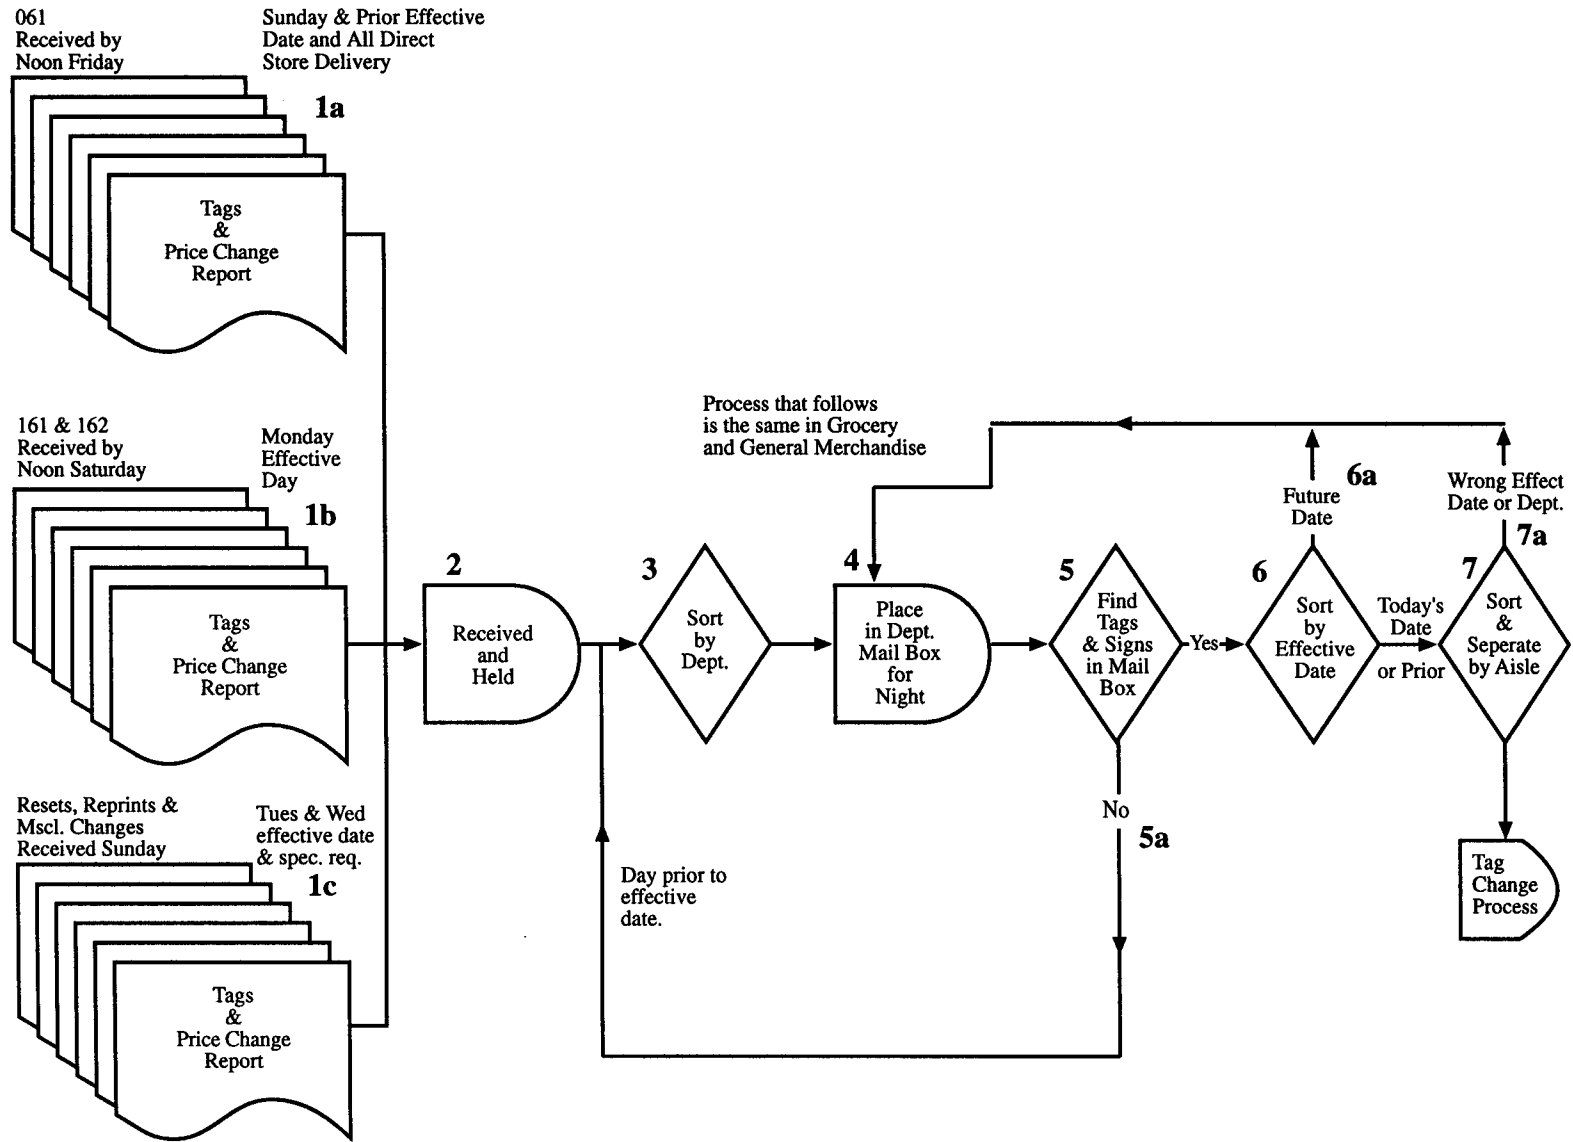 061
Received by
Noon Friday
Sunday & Prior Effective
Date and All Direct
Store Delivery
1a
Tags
&
Price Change
Report
161 & 162
Received by
Noon Saturday
Monday
Effective
Day
1b
Tags
&
Price Change
Report
Resets, Reprints &
Mscl. Changes
Received Sunday
Tues & Wed
effective date
& spec. req.
1c
Tags
&
Price Change
Report
2
Received
and
Held
3
Sort
by
Dept.
Process that follows
is the same in Grocery
and General Merchandise
4
Place
in Dept.
Mail Box
for
Night
5
Find
Tags
& Signs
in Mail
Box
Yes
No
5a
Day prior to
effective
date.
6
Sort
by
Effective
Date
6a
Future
Date
Today's
Date
or Prior
7
Sort
&
Seperate
by Aisle
Wrong Effect
Date or Dept.
7a
Tag
Change
Process